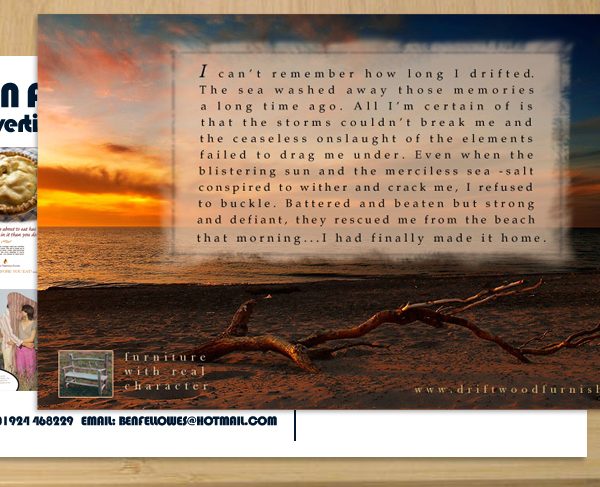 I can't remember how long I drifted.
The sea washed away those memories
a long time ago. All I'm certain of is
that the storms couldn't break me and
the ceaseless onslaught of the elements
failed to drag me under. Even when the
blistering sun and the merciless sea -salt
conspired to wither and crack me, I refused
to buckle. Battered and beaten but strong
and defiant, they rescued me from the beach
that morning...I had finally made it home.
furniture
with real
character
www.driftwoodfurnish
01924 468229 EMAIL: BENFELLOWES@HOTMAIL.COM